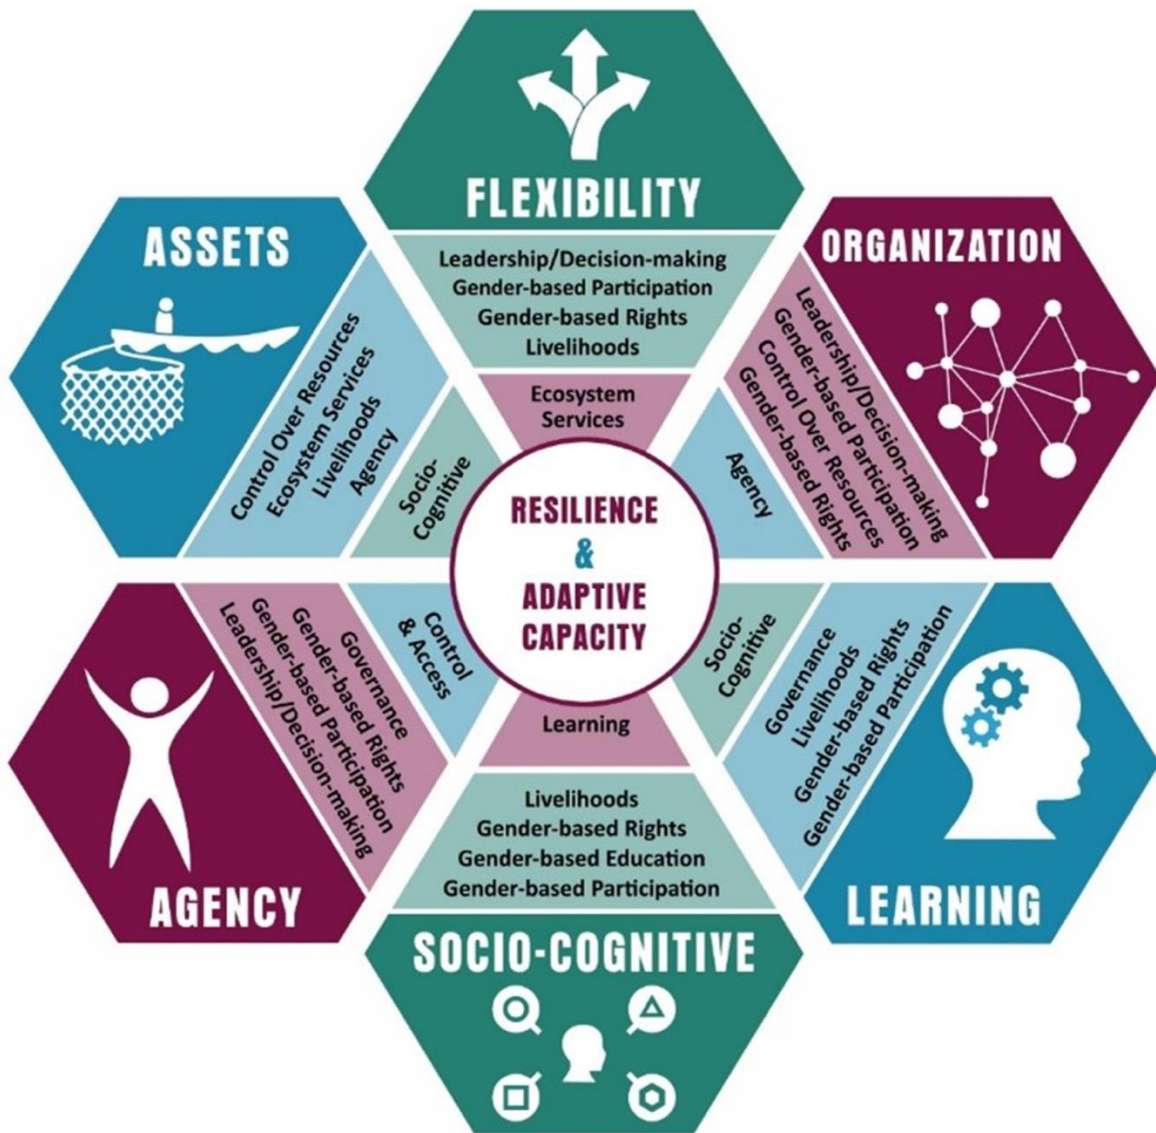 FLEXIBILITY
Leadership/Decision-making
Gender-based Participation
Gender-based Rights
Livelihoods
Ecosystem
Services
ORGANIZATION
Leadership/Decision-making
Gender-based Participation
Control Over Resources
Gender-based Rights
Agency
LEARNING
Governance
Livelihoods
Gender-based Rights
Gender-based Participation
Socio-
Cognitive
SOCIO-COGNITIVE
Learning
Livelihoods
Gender-based Rights
Gender-based Education
Gender-based Participation
AGENCY
Governance
Gender-based Rights
Gender-based Participation
Leadership/Decision-making
Control
& Access
ASSETS
Control Over Resources
Ecosystem Services
Livelihoods
Agency
Socio-
Cognitive
RESILIENCE
&
ADAPTIVE
CAPACITY